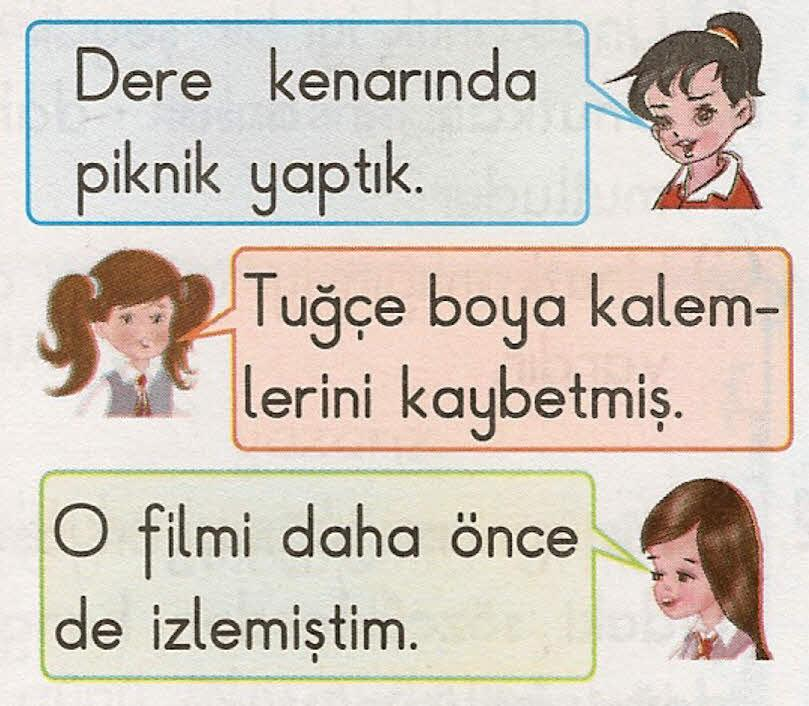 Dere kenarında
piknik yaptık.
Tuğçe boya kalem-
lerini kaybetmiş.
O filmi daha önce
de izlemiştim.